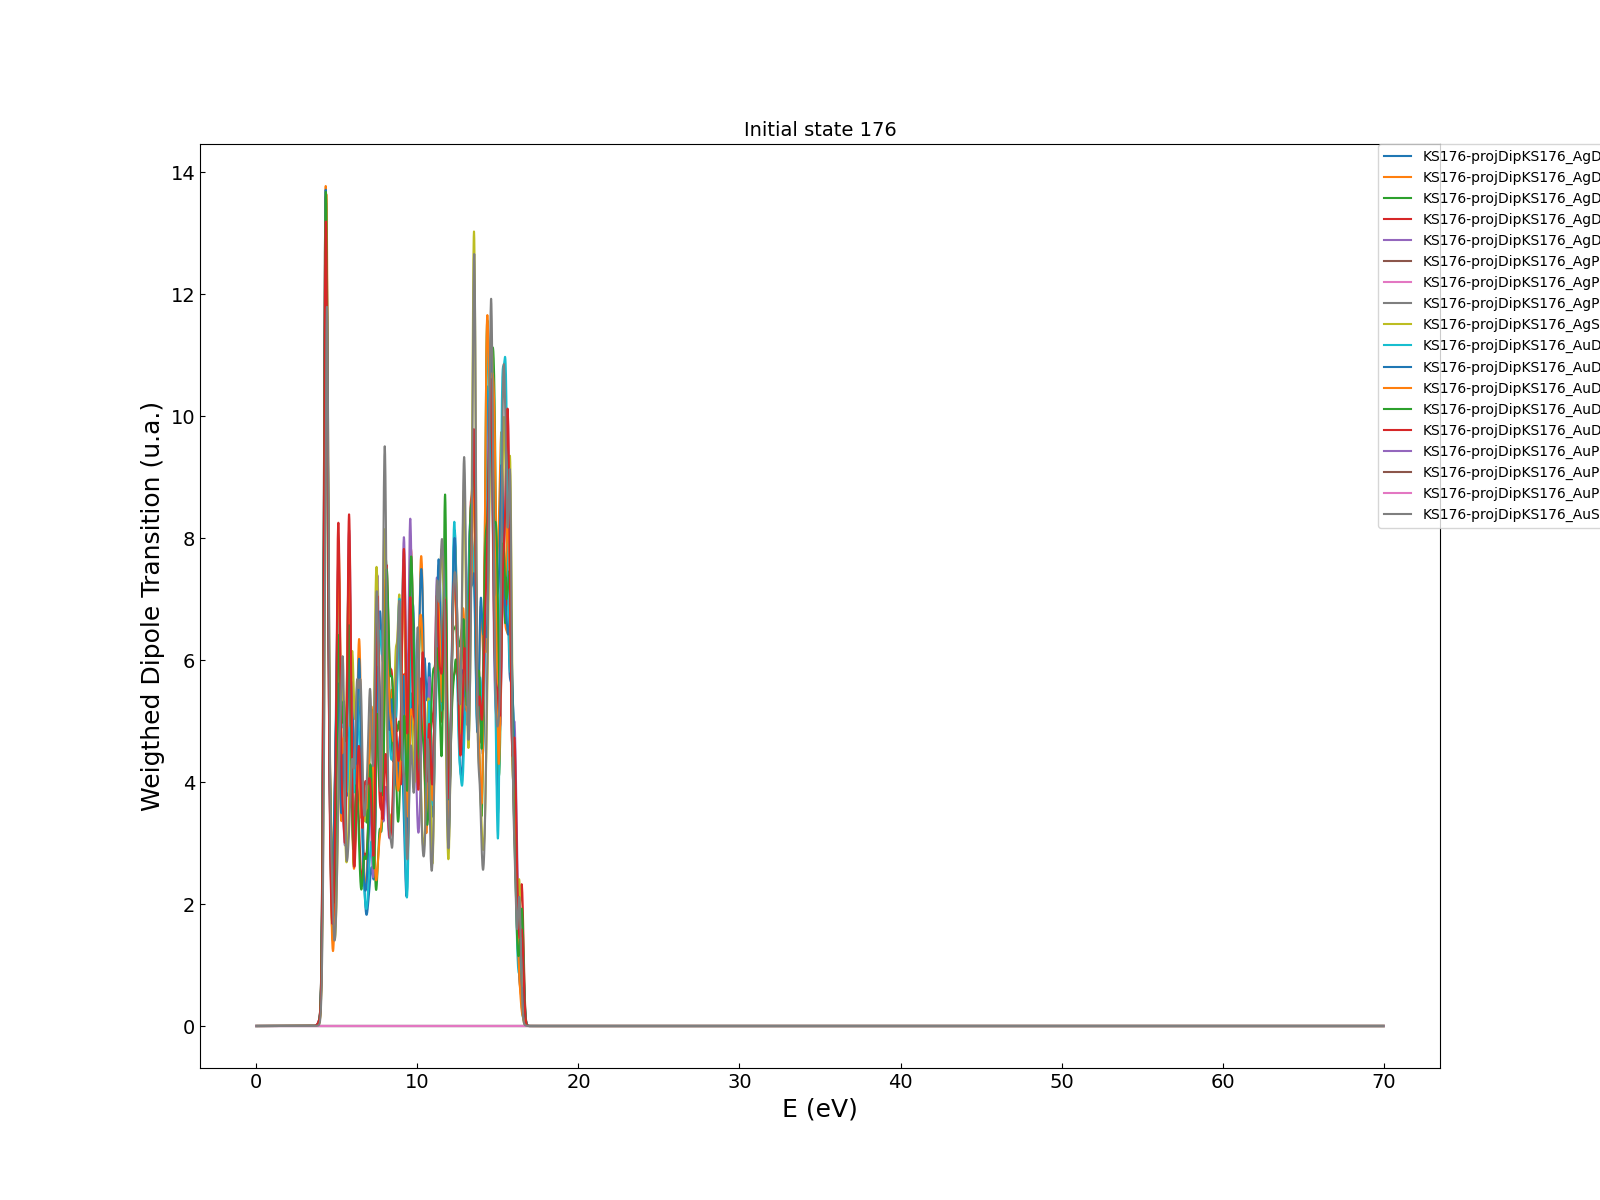 Initial state 176
14
12
10
8
6
4
2
0
Weigthed Dipole Transition (u.a.)
0 10 20 30 40 50 60 70
E (eV)
KS176-projDipKS176_AgD
KS176-projDipKS176_AgD
KS176-projDipKS176_AgD
KS176-projDipKS176_AgD
KS176-projDipKS176_AgD
KS176-projDipKS176_AgP
KS176-projDipKS176_AgP
KS176-projDipKS176_AgP
KS176-projDipKS176_AgS
KS176-projDipKS176_AuD
KS176-projDipKS176_AuD
KS176-projDipKS176_AuD
KS176-projDipKS176_AuD
KS176-projDipKS176_AuD
KS176-projDipKS176_AuP
KS176-projDipKS176_AuP
KS176-projDipKS176_AuP
KS176-projDipKS176_AuS